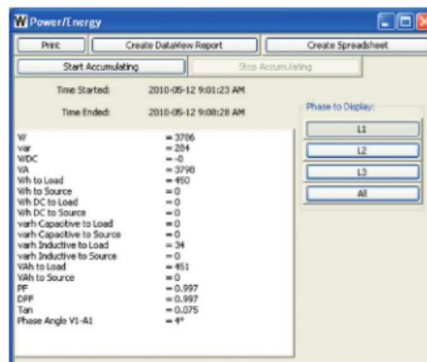 W Power/Energy
Print Create DataView Report Create Spreadsheet
Start Accumulating Stop Accumulating
Time Started: 2010-05-12 9:01:23 AM
Time Ended: 2010-05-12 9:08:28 AM
Phase to Display:
L1
L2
L3
All
W = 3786
var = 284
WDC = -0
VA = 3798
Wh to Load = 450
Wh to Source = 0
Wh DC to Load = 0
Wh DC to Source = 0
varh Capacitive to Load = 0
varh Capacitive to Source = 0
varh Inductive to Load = 34
varh Inductive to Source = 0
VAh to Load = 451
VAh to Source = 0
PF = 0.997
DPF = 0.997
Tan = 0.075
Phase Angle V1-A1 = 4°